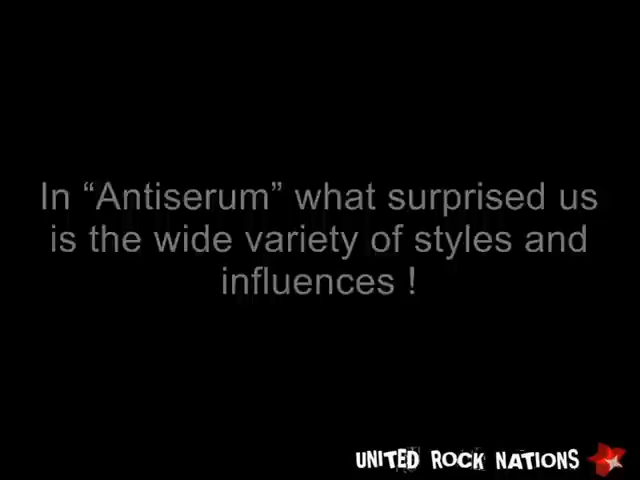 In “Antiserum” what surprised us
is the wide variety of styles and
influences !
UNITED ROCK NATIONS